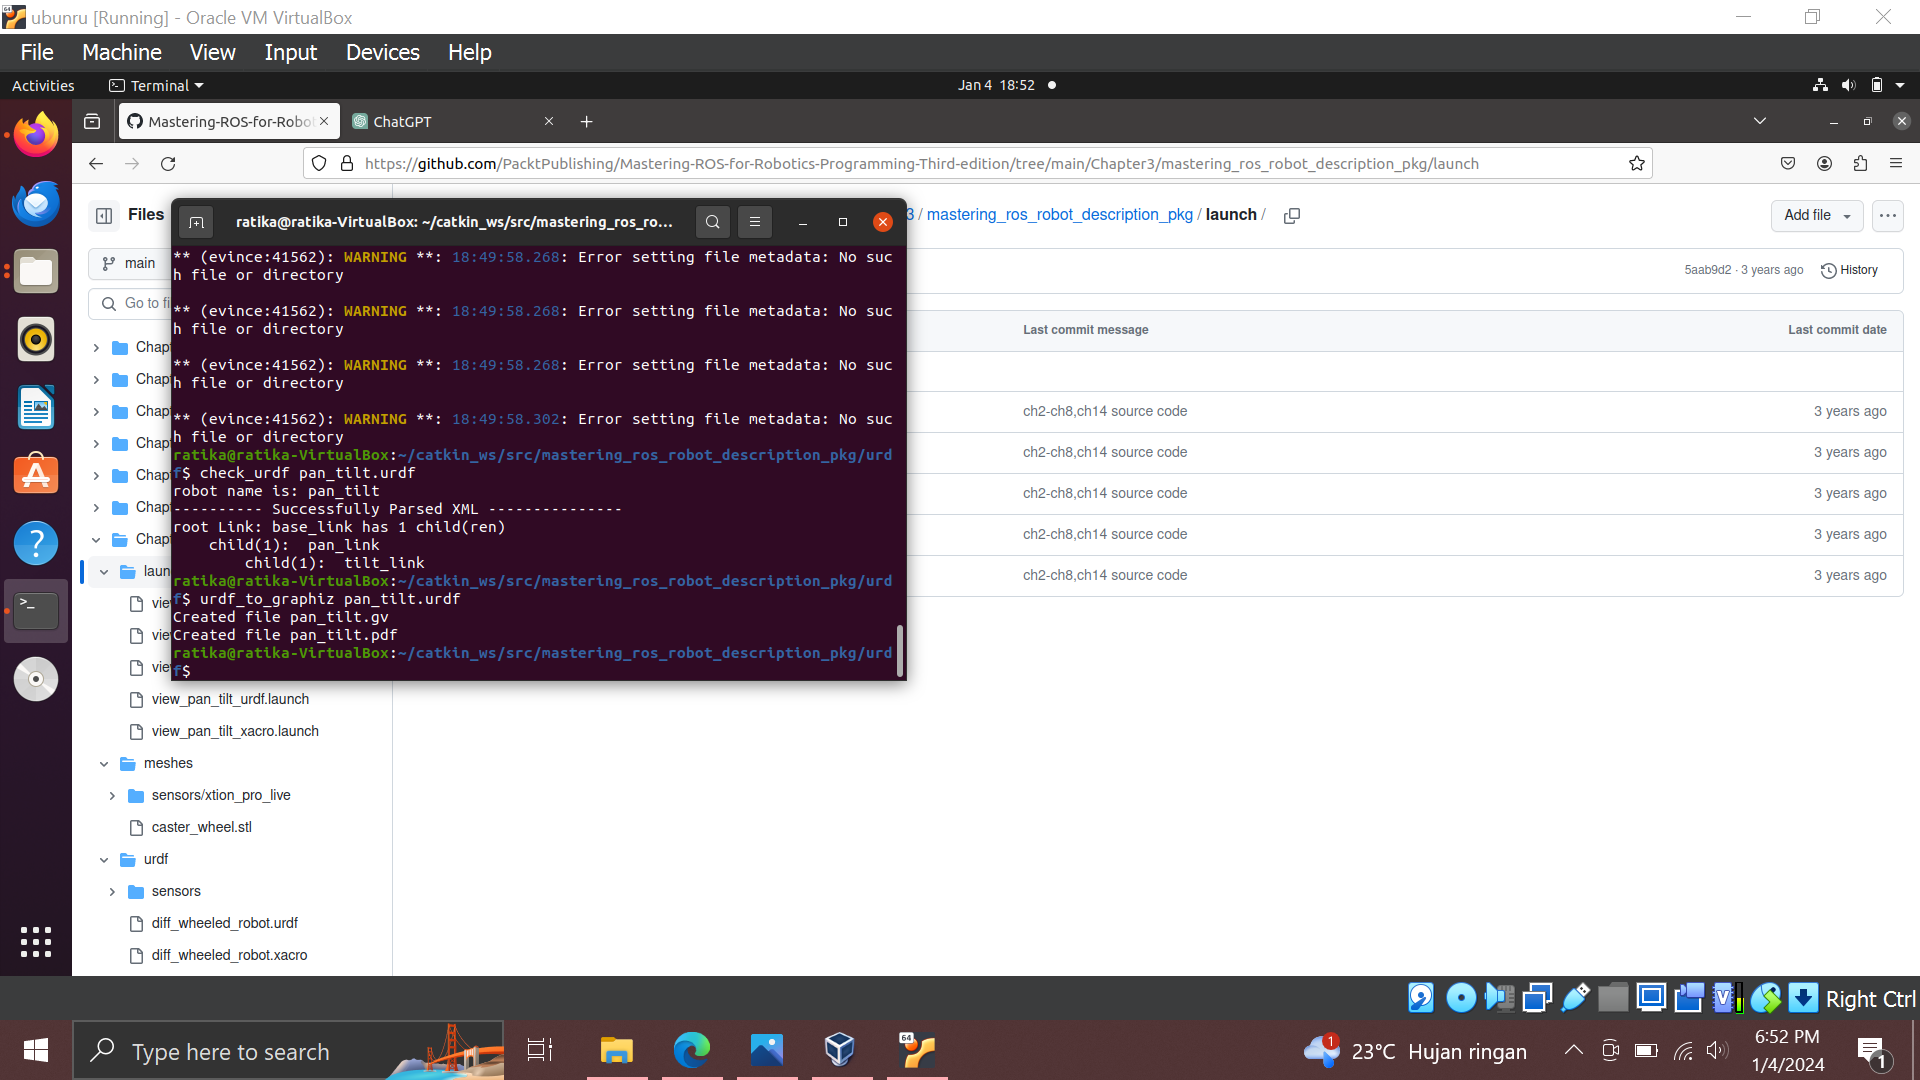 ubunru [Running] - Oracle VM VirtualBox
File Machine View Input Devices Help
Activities Terminal Jan 4 18:52
Mastering-ROS-for-Robo ChatGPT
https://github.com/PacktPublishing/Mastering-ROS-for-Robotics-Programming-Third-edition/tree/main/Chapter3/mastering_ros_robot_description_pkg/launch
Files
main
Go to fi
Chap
Chap
Chap
Chap
Chap
Chap
Chap
laun
vie
vie
vie
view_pan_tilt_urdf.launch
view_pan_tilt_xacro.launch
meshes
sensors/xtion_pro_live
caster_wheel.stl
urdf
sensors
diff_wheeled_robot.urdf
diff_wheeled_robot.xacro
ratika@ratika-VirtualBox: ~/catkin_ws/src/mastering_ros_ro...
** (evince:41562): WARNING **: 18:49:58.268: Error setting file metadata: No suc
h file or directory
** (evince:41562): WARNING **: 18:49:58.268: Error setting file metadata: No suc
h file or directory
** (evince:41562): WARNING **: 18:49:58.268: Error setting file metadata: No suc
h file or directory
** (evince:41562): WARNING **: 18:49:58.302: Error setting file metadata: No suc
h file or directory
ratika@ratika-VirtualBox:~/catkin_ws/src/mastering_ros_robot_description_pkg/urd
f$ check_urdf pan_tilt.urdf
robot name is: pan_tilt
---------- Successfully Parsed XML ---------------
root Link: base_link has 1 child(ren)
child(1): pan_link
child(1): tilt_link
ratika@ratika-VirtualBox:~/catkin_ws/src/mastering_ros_robot_description_pkg/urd
f$ urdf_to_graphiz pan_tilt.urdf
Created file pan_tilt.gv
Created file pan_tilt.pdf
ratika@ratika-VirtualBox:~/catkin_ws/src/mastering_ros_robot_description_pkg/urd
f$
3 / mastering_ros_robot_description_pkg / launch /
Add file
5aab9d2 · 3 years ago History
Last commit message Last commit date
ch2-ch8,ch14 source code 3 years ago
ch2-ch8,ch14 source code 3 years ago
ch2-ch8,ch14 source code 3 years ago
ch2-ch8,ch14 source code 3 years ago
ch2-ch8,ch14 source code 3 years ago
Right Ctrl
Type here to search
64
1
23°C Hujan ringan
6:52 PM
1/4/2024
1